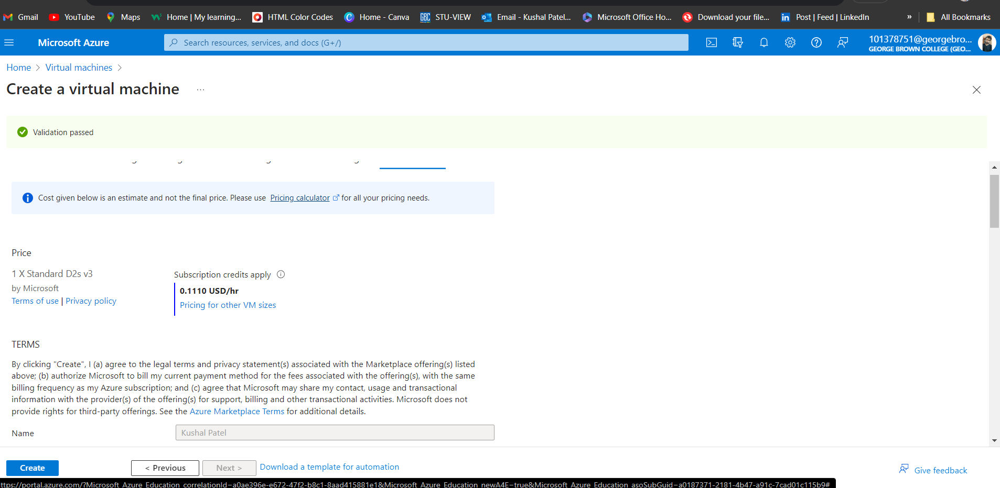 Gmail YouTube Maps Home | My learning... HTML Color Codes Home - Canva STU-VIEW Email - Kushal Patel... Microsoft Office Ho... Download your file... Post | Feed | LinkedIn » All Bookmarks
Microsoft Azure Search resources, services, and docs (G+/) 101378751@georgebro...
GEORGE BROWN COLLEGE (GEO...
Home > Virtual machines >
Create a virtual machine ...
Validation passed
Cost given below is an estimate and not the final price. Please use Pricing calculator for all your pricing needs.
Price
1 X Standard D2s v3
by Microsoft
Terms of use | Privacy policy
Subscription credits apply
0.1110 USD/hr
Pricing for other VM sizes
TERMS
By clicking "Create", I (a) agree to the legal terms and privacy statement(s) associated with the Marketplace offering(s) listed
above; (b) authorize Microsoft to bill my current payment method for the fees associated with the offering(s), with the same
billing frequency as my Azure subscription; and (c) agree that Microsoft may share my contact, usage and transactional
information with the provider(s) of the offering(s) for support, billing and other transactional activities. Microsoft does not
provide rights for third-party offerings. See the Azure Marketplace Terms for additional details.
Name Kushal Patel
Create < Previous Next > Download a template for automation Give feedback
ttps://portal.azure.com/?Microsoft_Azure_Education_correlationId=a0ae396e-e672-47f2-b8c1-8aad415881e1&Microsoft_Azure_Education_newA4E=true&Microsoft_Azure_Education_asoSubGuid=a0187371-2181-4b47-a91c-7cad01c115b9#